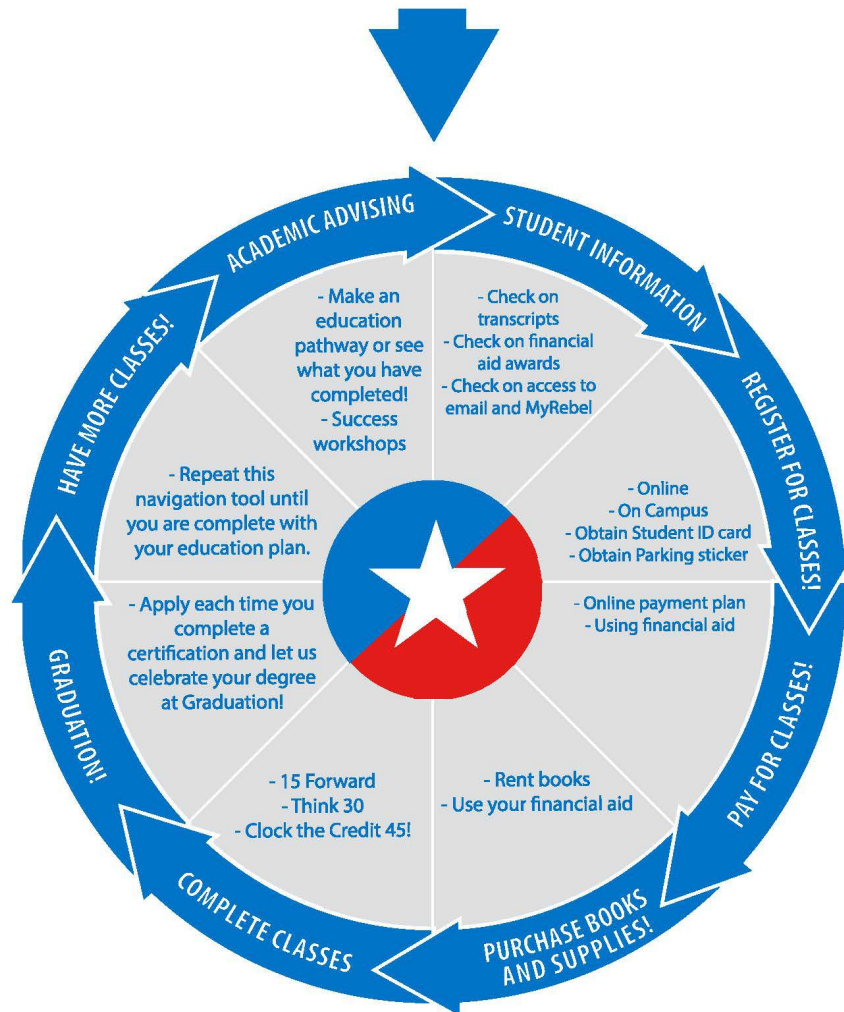 ACADEMIC ADVISING
- Make an
education
pathway or see
what you have
completed!
- Success
workshops
STUDENT INFORMATION
- Check on
transcripts
- Check on financial
aid awards
- Check on access to
email and MyRebel
REGISTER FOR CLASSES!
- Online
- On Campus
- Obtain Student ID card
- Obtain Parking sticker
PAY FOR CLASSES!
- Online payment plan
- Using financial aid
PURCHASE BOOKS
AND SUPPLIES!
- Rent books
- Use your financial aid
COMPLETE CLASSES
- 15 Forward
- Think 30
- Clock the Credit 45!
GRADUATION!
- Apply each time you
complete a
certification and let us
celebrate your degree
at Graduation!
HAVE MORE CLASSES!
- Repeat this
navigation tool until
you are complete with
your education plan.